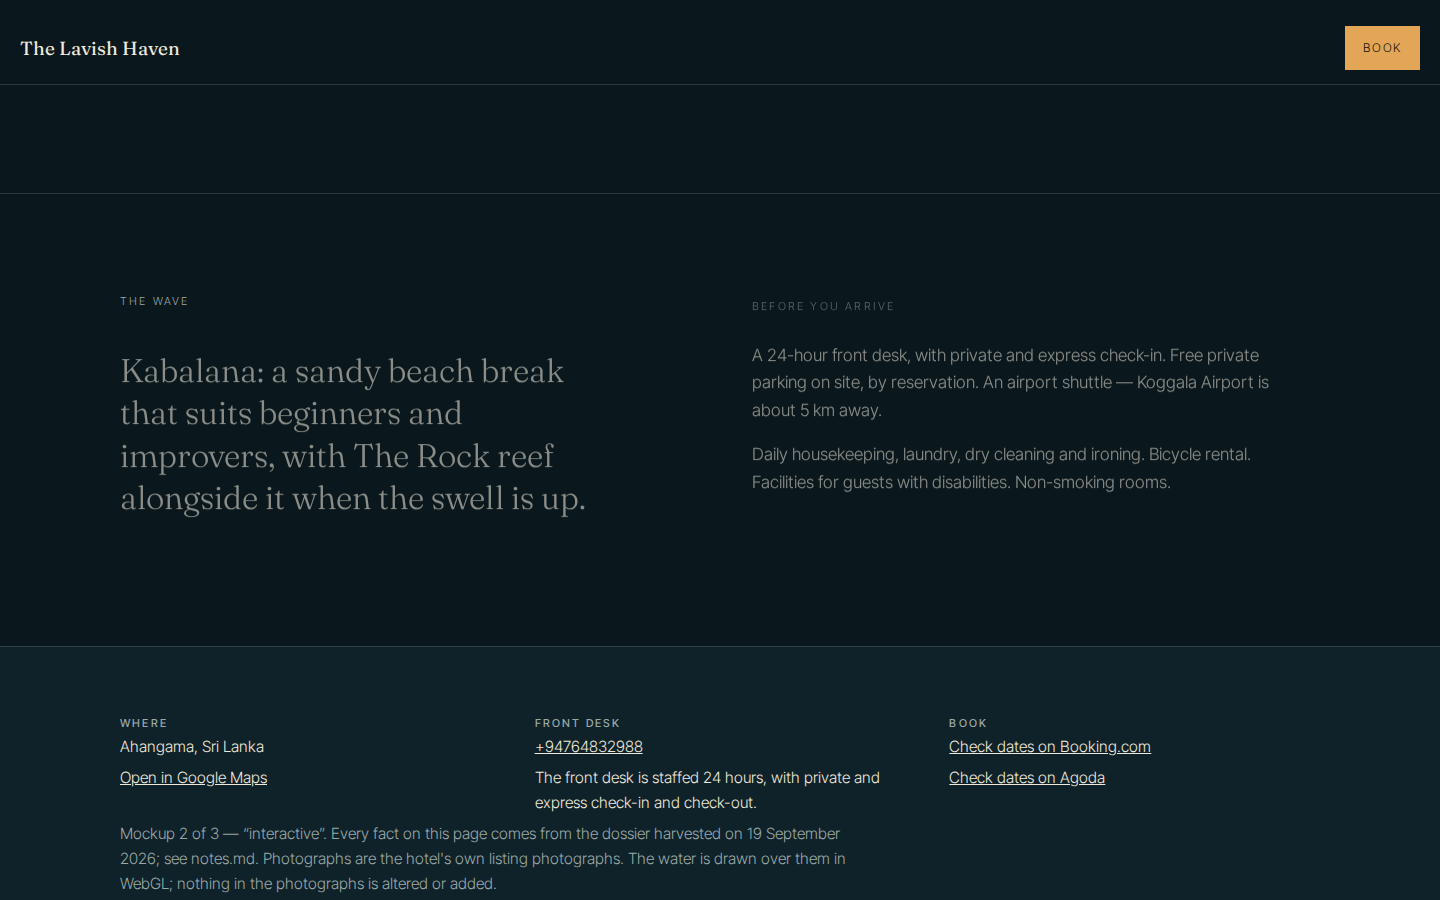 The Lavish Haven
BOOK
THE WAVE
Kabalana: a sandy beach break
that suits beginners and
improvers, with The Rock reef
alongside it when the swell is up.
BEFORE YOU ARRIVE
A 24-hour front desk, with private and express check-in. Free private
parking on site, by reservation. An airport shuttle — Koggala Airport is
about 5 km away.
Daily housekeeping, laundry, dry cleaning and ironing. Bicycle rental.
Facilities for guests with disabilities. Non-smoking rooms.
WHERE
Ahangama, Sri Lanka
Open in Google Maps
FRONT DESK
+94764832988
The front desk is staffed 24 hours, with private and
express check-in and check-out.
BOOK
Check dates on Booking.com
Check dates on Agoda
Mockup 2 of 3 — “interactive”. Every fact on this page comes from the dossier harvested on 19 September
2026; see notes.md. Photographs are the hotel's own listing photographs. The water is drawn over them in
WebGL; nothing in the photographs is altered or added.